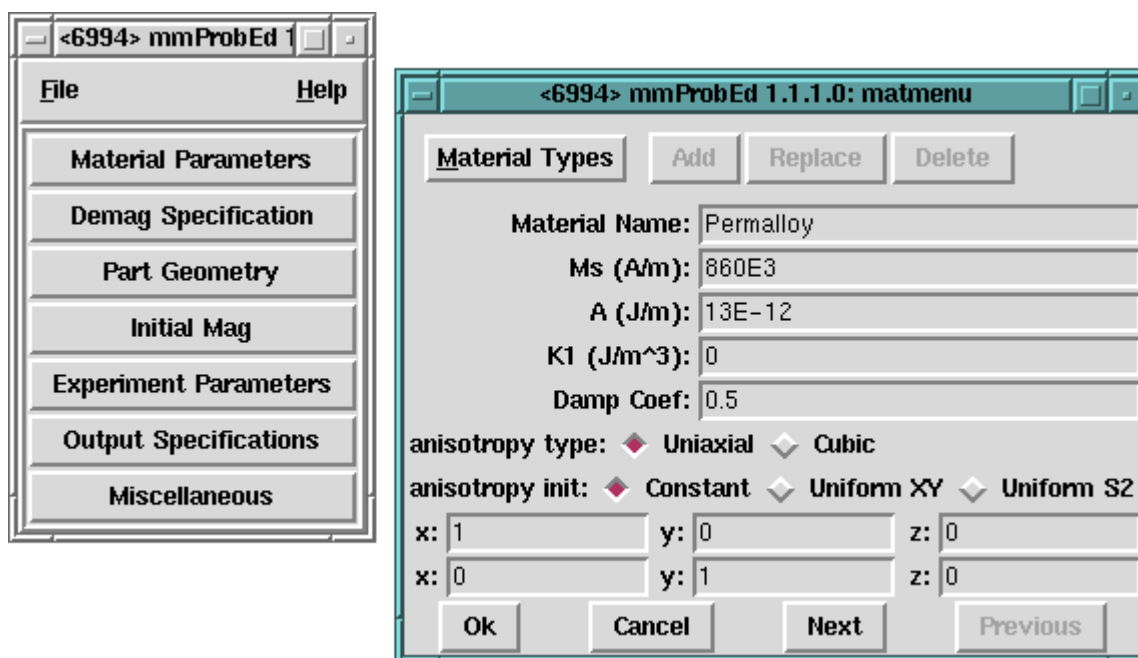 <6994> mmProbEd 1
File Help
Material Parameters
Demag Specification
Part Geometry
Initial Mag
Experiment Parameters
Output Specifications
Miscellaneous
<6994> mmProbEd 1.1.1.0: matmenu
Material Types Add Replace Delete
Material Name: Permalloy
Ms (A/m): 860E3
A (J/m): 13E-12
K1 (J/m^3): 0
Damp Coef: 0.5
anisotropy type: Uniaxial Cubic
anisotropy init: Constant Uniform XY Uniform S2
x: 1 y: 0 z: 0
x: 0 y: 1 z: 0
Ok Cancel Next Previous